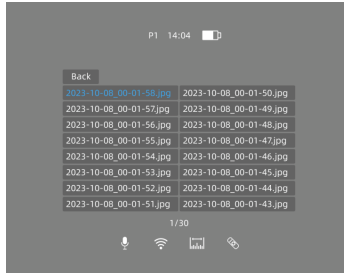 P1 14:04
Back
2023-10-08_00-01-58.jpg 2023-10-08_00-01-50.jpg
2023-10-08_00-01-57.jpg 2023-10-08_00-01-49.jpg
2023-10-08_00-01-56.jpg 2023-10-08_00-01-48.jpg
2023-10-08_00-01-55.jpg 2023-10-08_00-01-47.jpg
2023-10-08_00-01-54.jpg 2023-10-08_00-01-46.jpg
2023-10-08_00-01-53.jpg 2023-10-08_00-01-45.jpg
2023-10-08_00-01-52.jpg 2023-10-08_00-01-44.jpg
2023-10-08_00-01-51.jpg 2023-10-08_00-01-43.jpg
1/30